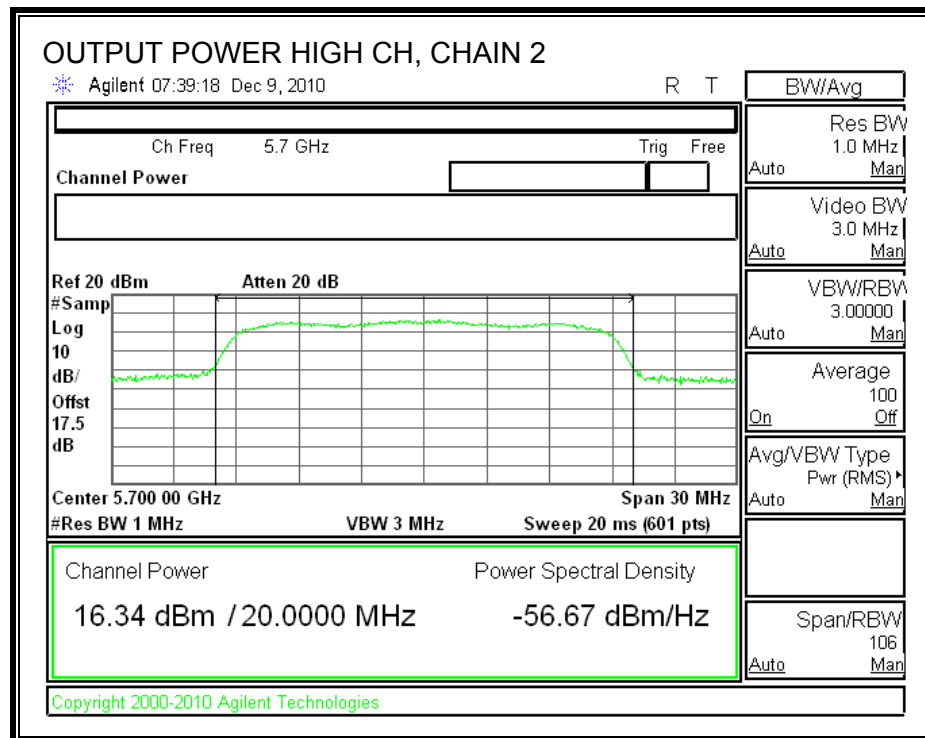 OUTPUT POWER HIGH CH, CHAIN 2
Agilent 07:39:18 Dec 9, 2010 R T
Ch Freq 5.7 GHz Trig Free
Channel Power
Ref 20 dBm Atten 20 dB
#Samp
Log
10
dB/
Offst
17.5
dB
Center 5.700 00 GHz Span 30 MHz
#Res BW 1 MHz VBW 3 MHz Sweep 20 ms (601 pts)
Channel Power Power Spectral Density
16.34 dBm / 20.0000 MHz -56.67 dBm/Hz
Copyright 2000-2010 Agilent Technologies
BW/Avg
Res BW
1.0 MHz
Auto Man
Video BW
3.0 MHz
Auto Man
VBW/RBW
3.00000
Auto Man
Average
100
On Off
Avg/VBW Type
Pwr (RMS)
Auto Man
Span/RBW
106
Auto Man